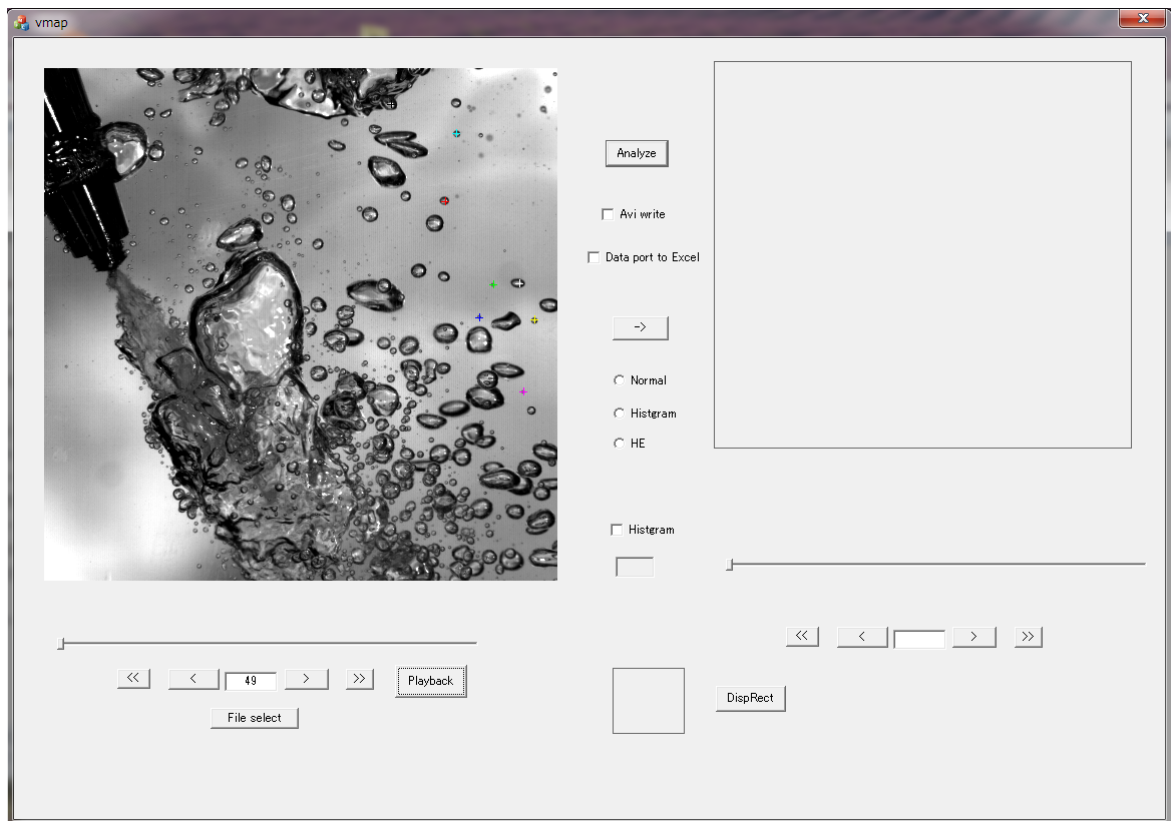 vmap
Analyze
Avi write
Data port to Excel
->
Normal
Histgram
HE
Histgram
<<
<
49
>
>>
Playback
File select
<<
<
>
>>
DispRect